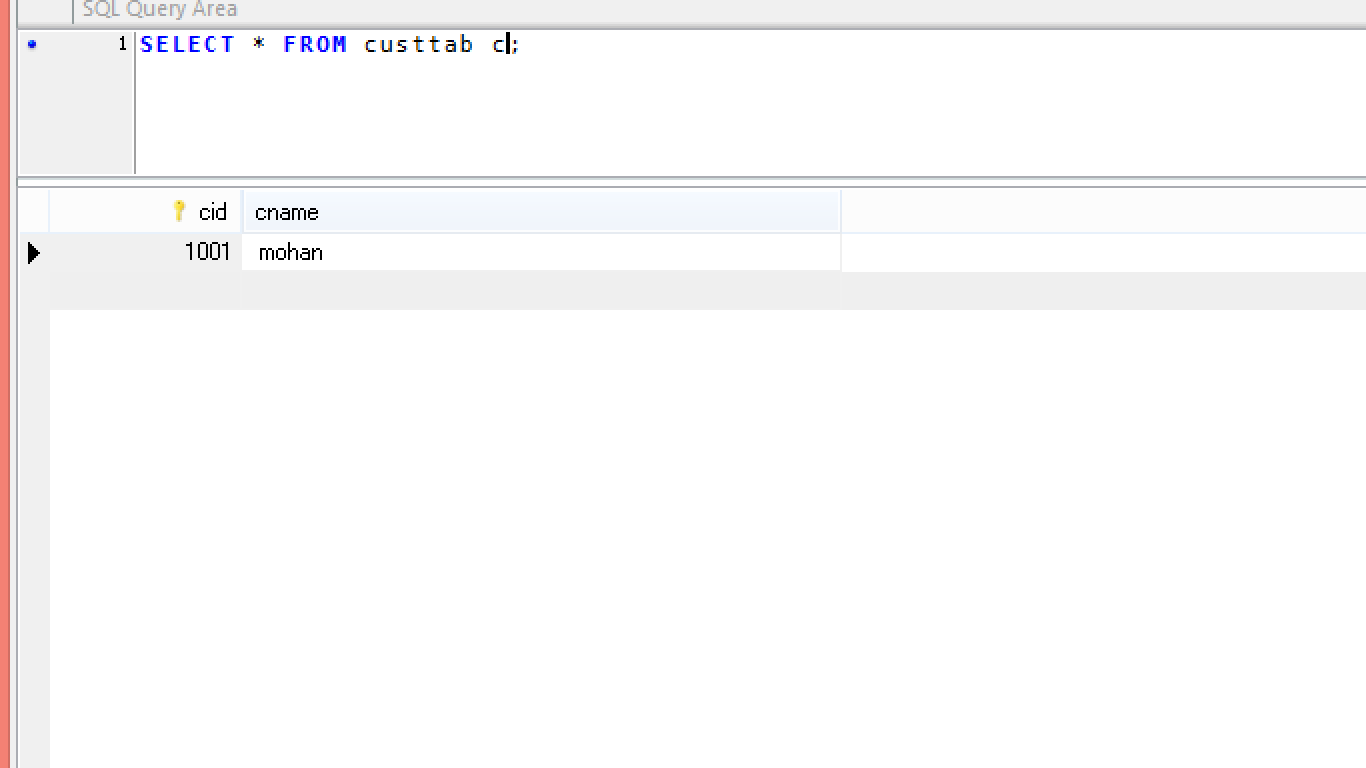 SQL Query Area
1 SELECT * FROM custtab c;
cid cname
1001 mohan